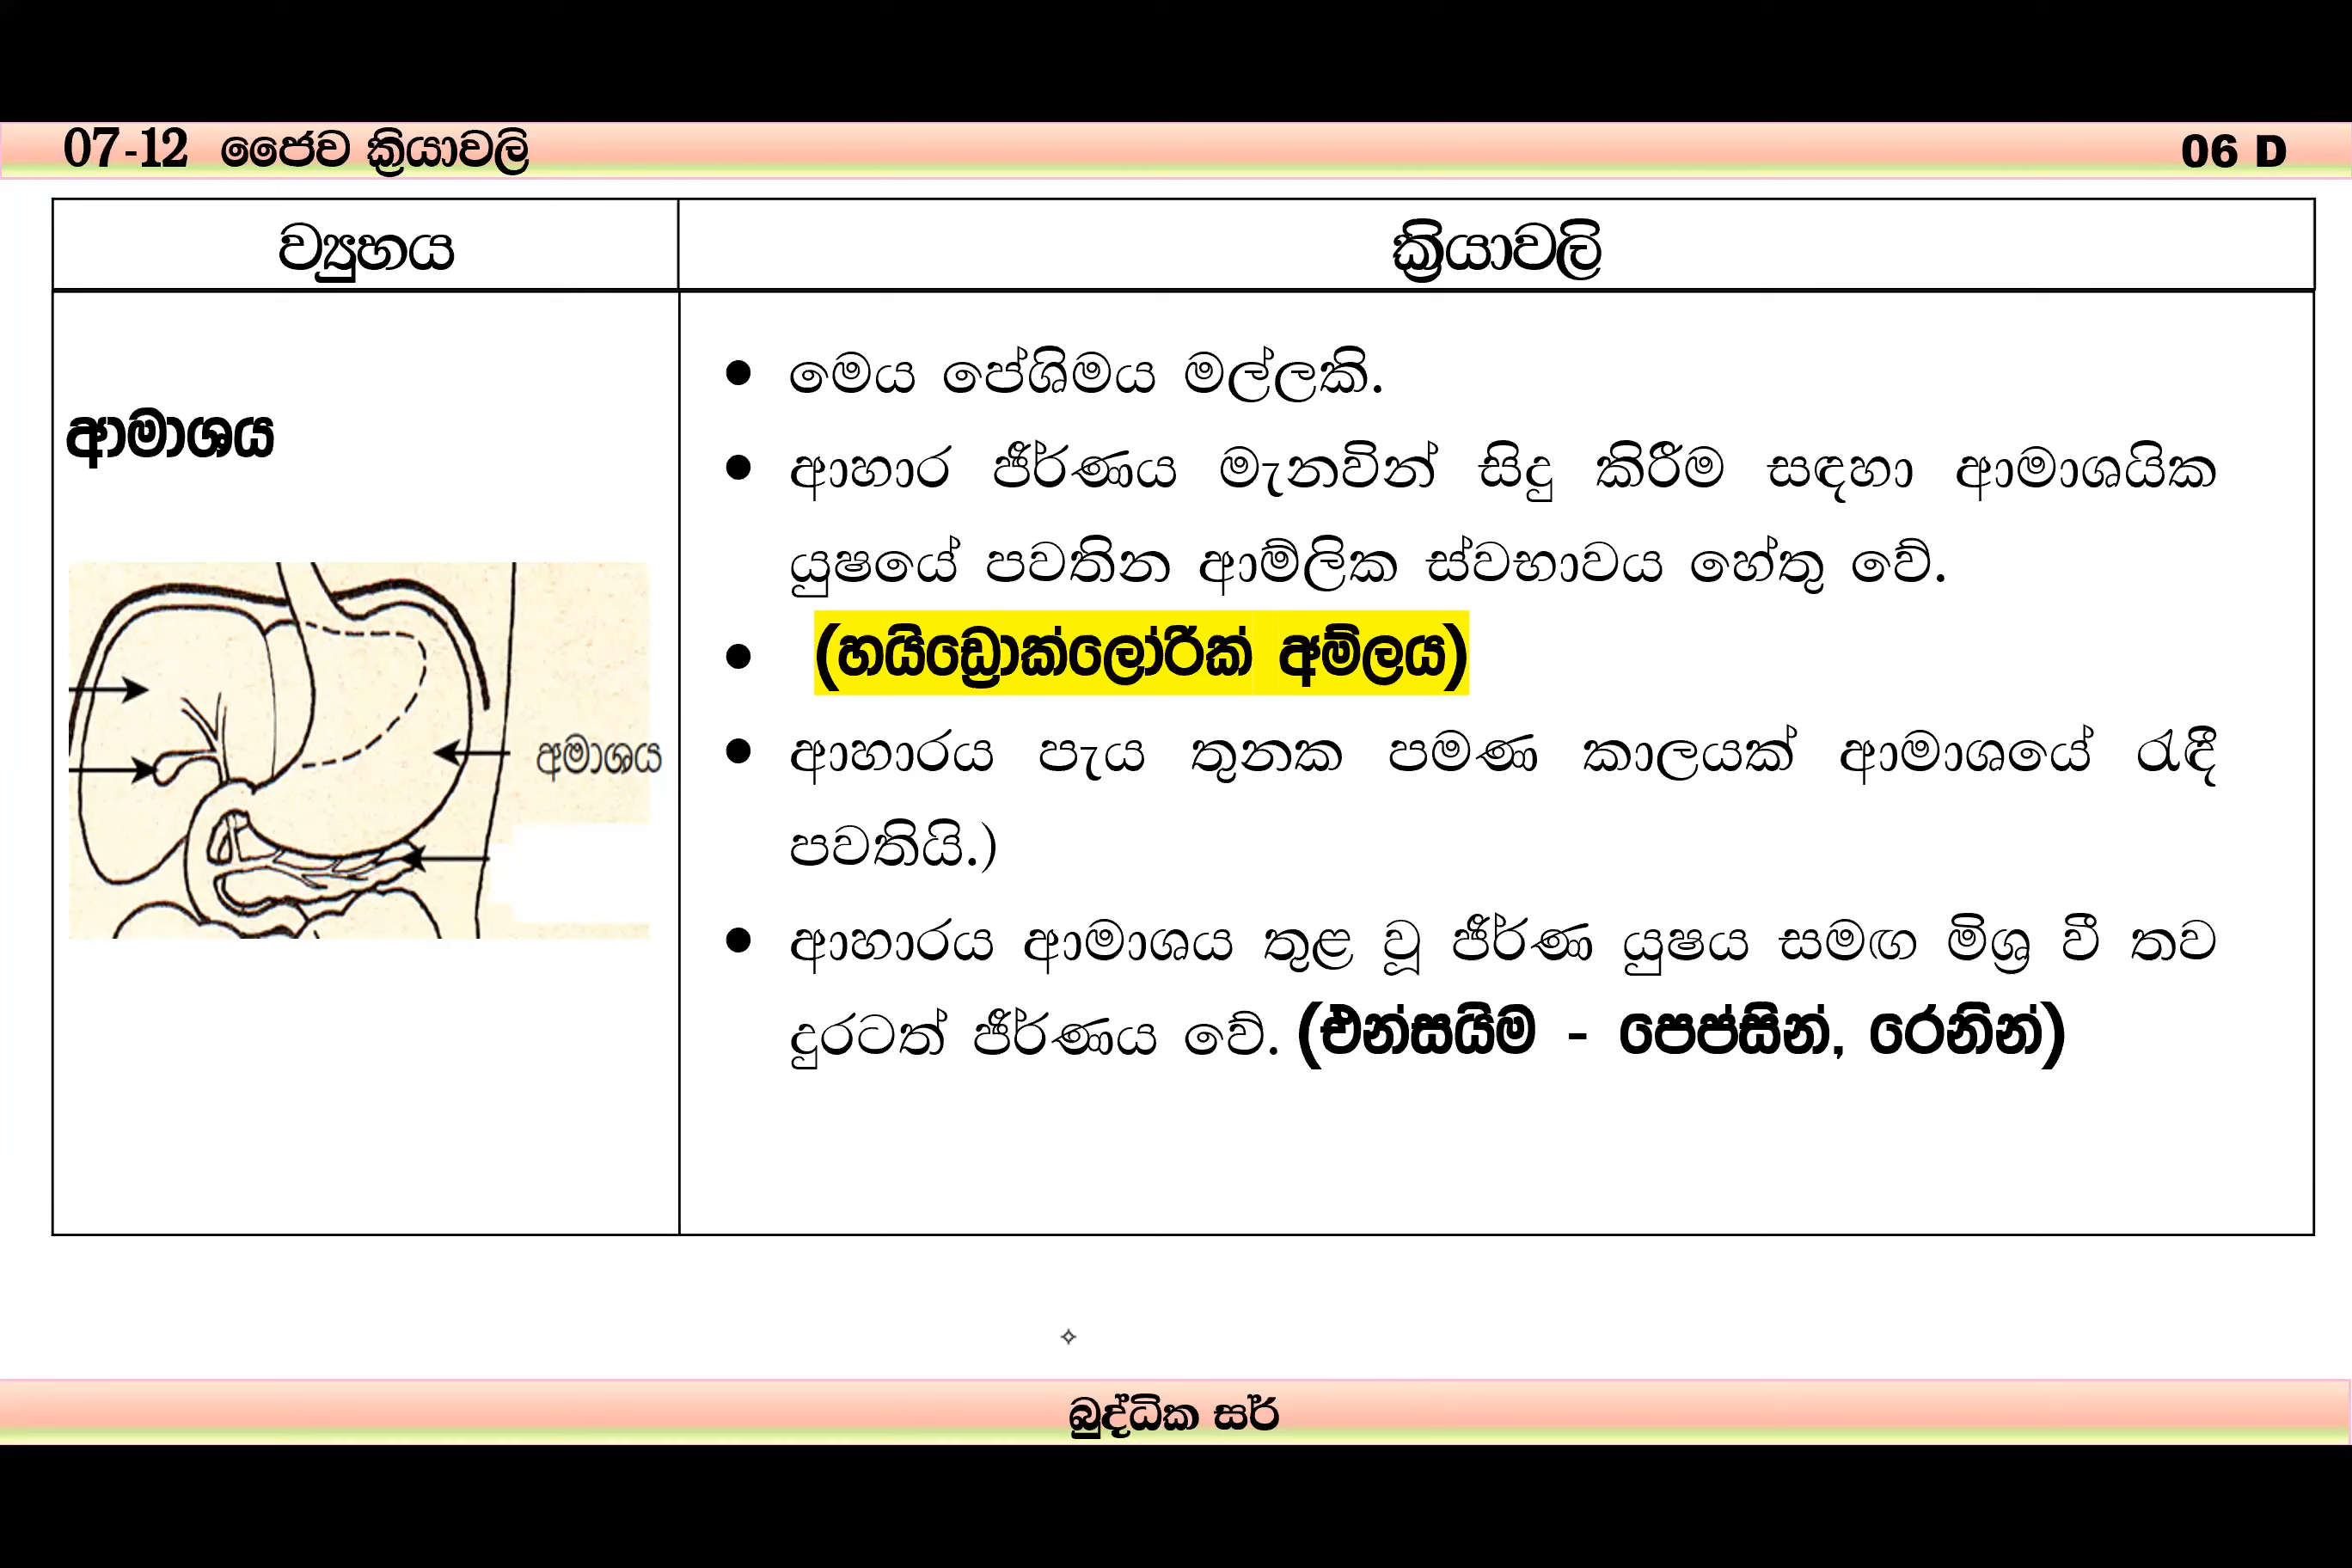 07-12 ජෛව ක්‍රියාවලි
06 D
ව්‍යුහය
ක්‍රියාවලි
ආමාශය
අමාශය
• මෙය පේශිමය මල්ලකි.
• ආහාර ජීර්ණය මැනවින් සිදු කිරීම සඳහා ආමාශයික
යුෂයේ පවතින ආම්ලික ස්වභාවය හේතු වේ.
• (හයිඩ්‍රොක්ලෝරික් අම්ලය)
• ආහාරය පැය තුනක පමණ කාලයක් ආමාශයේ රැඳී
පවතියි.)
• ආහාරය ආමාශය තුළ වූ ජීර්ණ යුෂය සමඟ මිශ්‍ර වී තව
දුරටත් ජීර්ණය වේ. (එන්සයිම - පෙප්සින්, රෙනින්)
බුද්ධික සර්